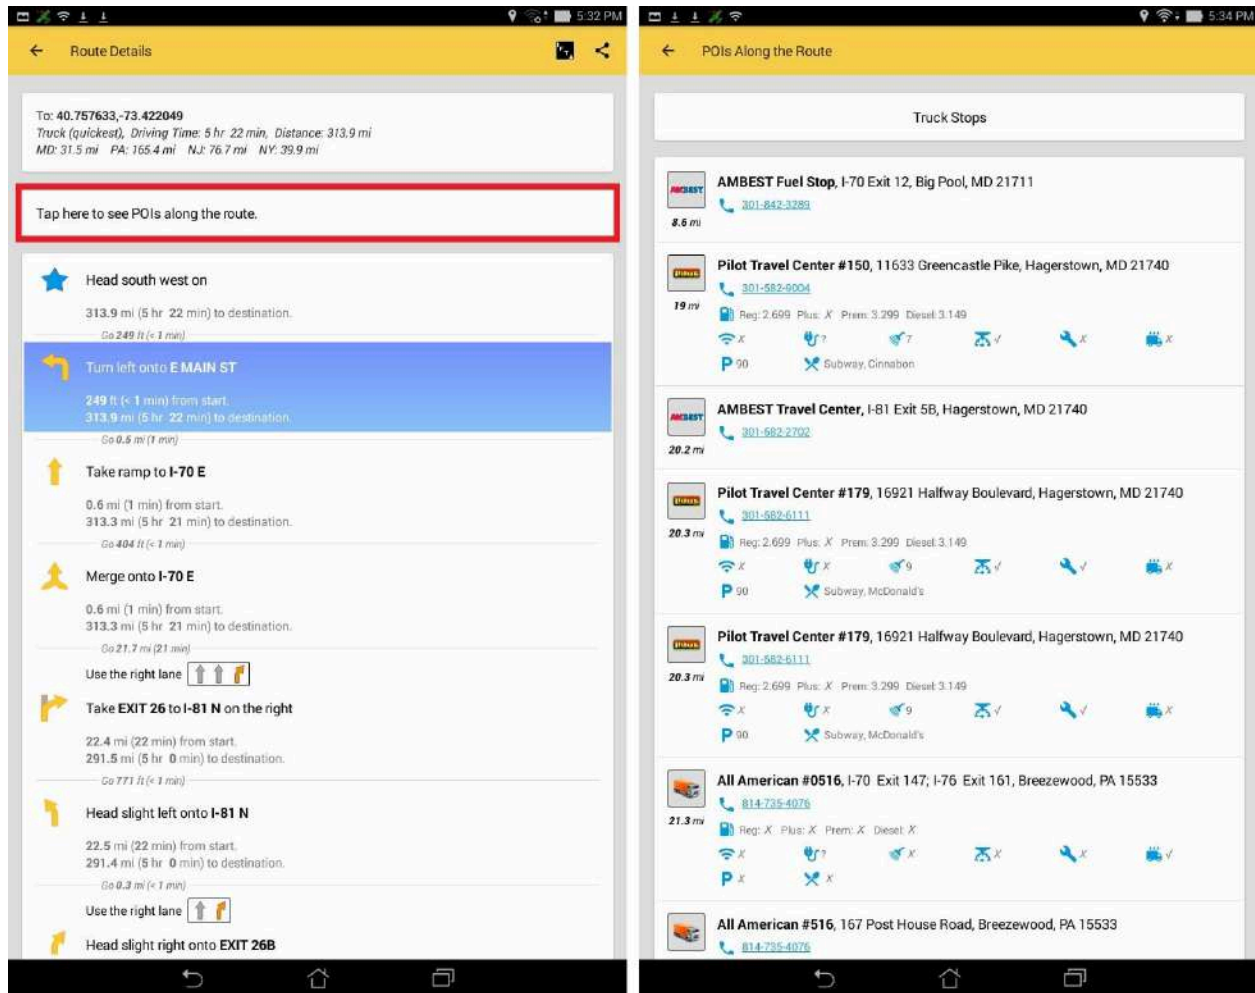 5:32 PM
Route Details
To: 40.757633,-73.422049
Truck (quickest), Driving Time: 5 hr 22 min, Distance: 313.9 mi
MD: 31.5 mi PA: 165.4 mi NJ: 76.7 mi NY: 39.9 mi
Tap here to see POIs along the route.
Head south west on
313.9 mi (5 hr 22 min) to destination.
Go 249 ft (< 1 min)
Turn left onto E MAIN ST
249 ft (< 1 min) from start.
313.9 mi (5 hr 22 min) to destination.
Go 0.5 mi (1 min)
Take ramp to I-70 E
0.6 mi (1 min) from start.
313.3 mi (5 hr 21 min) to destination.
Go 404 ft (< 1 min)
Merge onto I-70 E
0.6 mi (1 min) from start.
313.3 mi (5 hr 21 min) to destination.
Go 21.7 mi (21 min)
Use the right lane
Take EXIT 26 to I-81 N on the right
22.4 mi (22 min) from start.
291.5 mi (5 hr 0 min) to destination.
Go 771 ft (< 1 min)
Head slight left onto I-81 N
22.5 mi (22 min) from start.
291.4 mi (5 hr 0 min) to destination.
Go 0.3 mi (< 1 min)
Use the right lane
Head slight right onto EXIT 26B
5:34 PM
POIs Along the Route
Truck Stops
AMBEST
AMBEST Fuel Stop, I-70 Exit 12, Big Pool, MD 21711
301-842-3289
8.6 mi
PILOT
Pilot Travel Center #150, 11633 Greencastle Pike, Hagerstown, MD 21740
301-582-9004
19 mi
Reg: 2.699 Plus: X Prem: 3.299 Diesel: 3.149
X ? 7 √ X X
P 90 Subway, Cinnabon
AMBEST
AMBEST Travel Center, I-81 Exit 5B, Hagerstown, MD 21740
301-582-2702
20.2 mi
PILOT
Pilot Travel Center #179, 16921 Halfway Boulevard, Hagerstown, MD 21740
301-582-6111
20.3 mi
Reg: 2.699 Plus: X Prem: 3.299 Diesel: 3.149
X X 9 √ √ X
P 90 Subway, McDonald's
PILOT
Pilot Travel Center #179, 16921 Halfway Boulevard, Hagerstown, MD 21740
301-582-6111
20.3 mi
Reg: 2.699 Plus: X Prem: 3.299 Diesel: 3.149
X X 9 √ √ X
P 90 Subway, McDonald's
All American #0516, I-70 Exit 147; I-76 Exit 161, Breezewood, PA 15533
814-735-4076
21.3 mi
Reg: X Plus: X Prem: X Diesel: X
X ? X X X √
P X X
All American #516, 167 Post House Road, Breezewood, PA 15533
814-735-4076